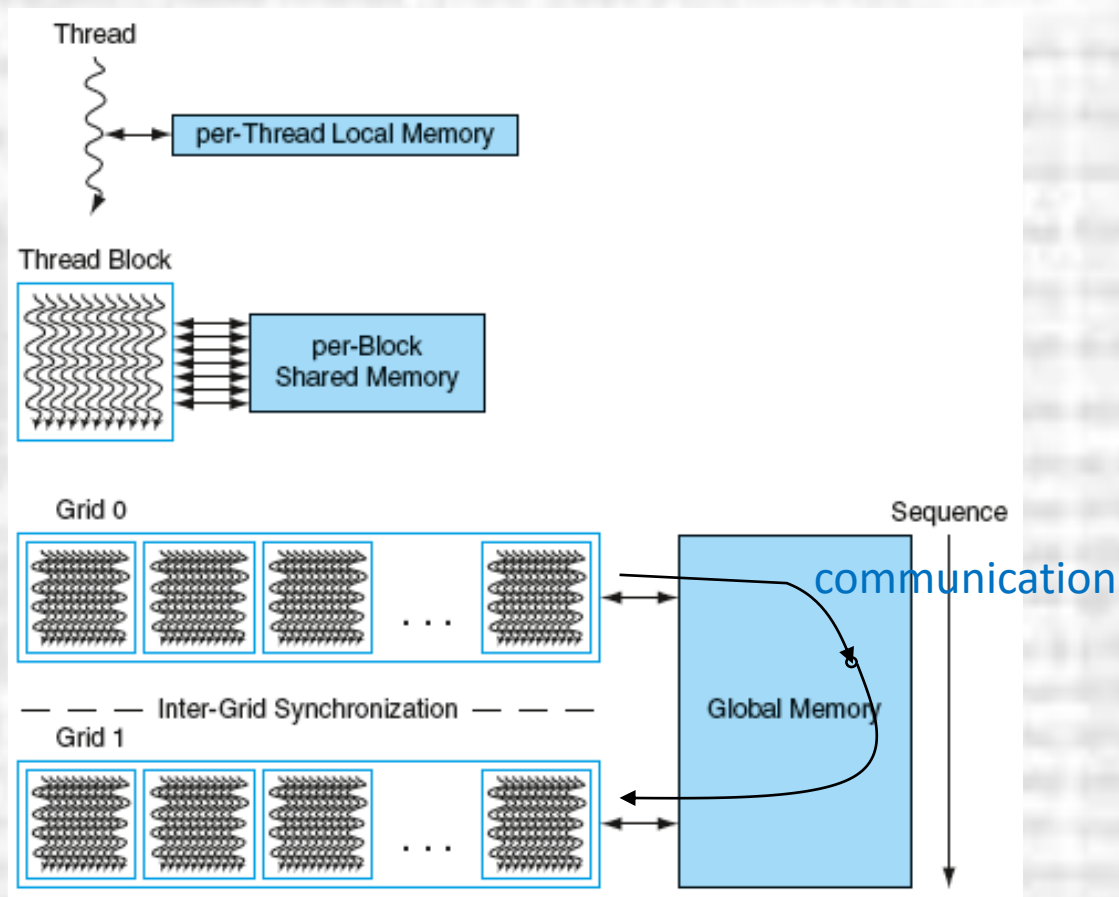 Thread
per-Thread Local Memory
Thread Block
per-Block
Shared Memory
Grid 0
Sequence
communication
. . .
Inter-Grid Synchronization
Global Memory
Grid 1
. . .